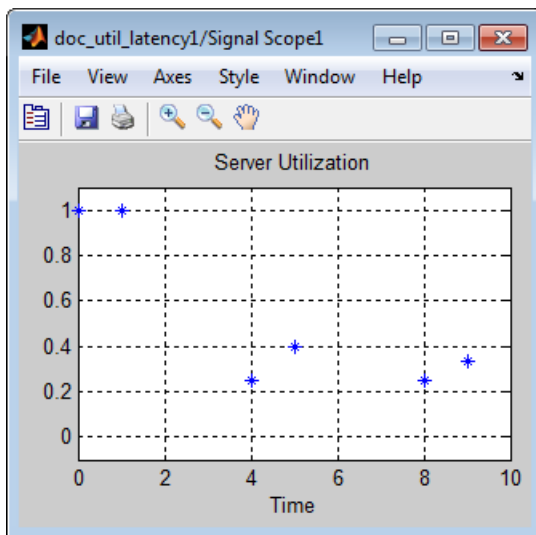 doc_util_latency1/Signal Scope1
File View Axes Style Window Help
Server Utilization
1
0.8
0.6
0.4
0.2
0
0 2 4 6 8 10
Time